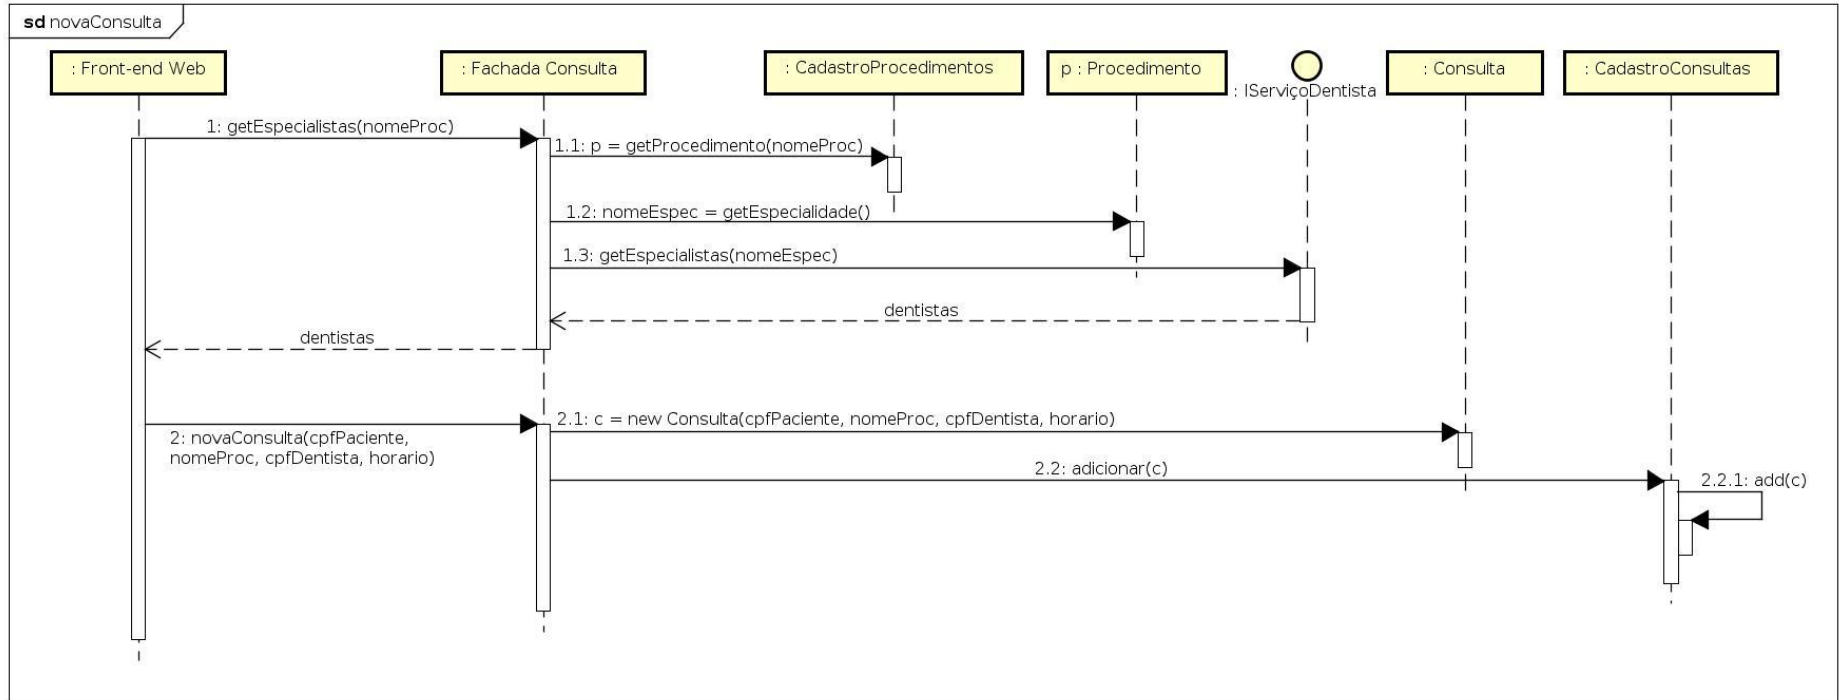 sd novaConsulta
: Front-end Web
: Fachada Consulta
: CadastroProcedimentos
p : Procedimento
: IServiçoDentista
: Consulta
: CadastroConsultas
1: getEspecialistas(nomeProc)
1.1: p = getProcedimento(nomeProc)
1.2: nomeEspec = getEspecialidade()
1.3: getEspecialistas(nomeEspec)
dentistas
dentistas
2: novaConsulta(cpfPaciente,
nomeProc, cpfDentista, horario)
2.1: c = new Consulta(cpfPaciente, nomeProc, cpfDentista, horario)
2.2: adicionar(c)
2.2.1: add(c)